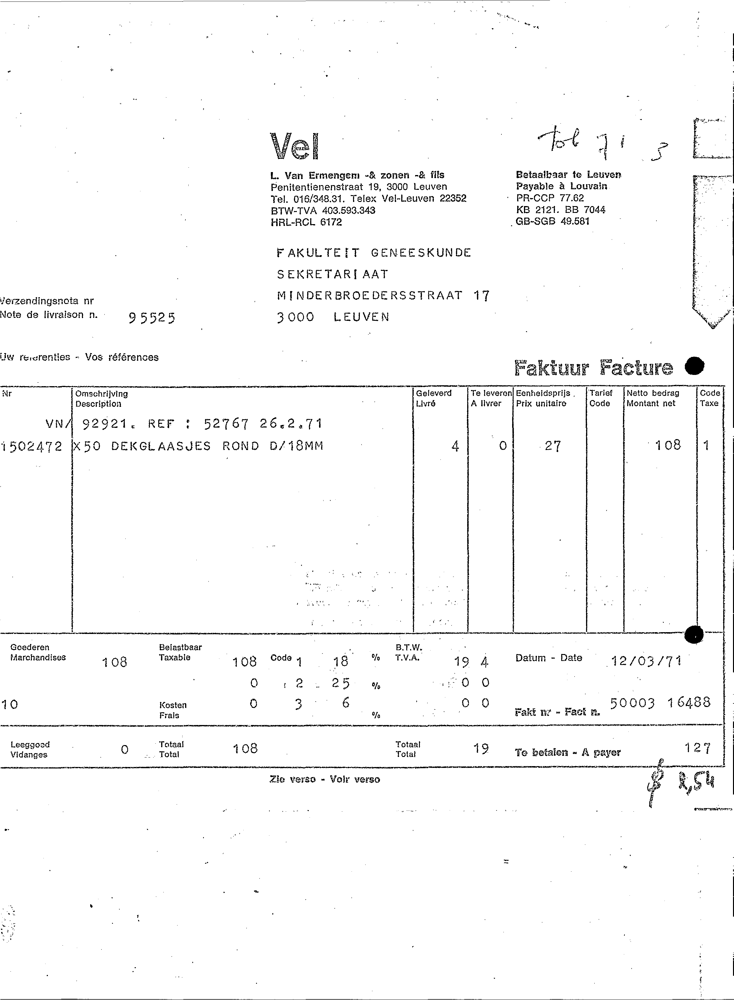 Vel
L. Van Ermengem -& zonen -& fils
Penitentienenstraat 19, 3000 Leuven
Tel. 016/348.31. Telex Vel-Leuven 22352
BTW-TVA 403.593.343
HRL-RCL 6172
Tob 71 3
Betaalbaar te Leuven
Payable à Louvain
PR-CCP 77.62
KB 2121. BB 7044
GB-SGB 49.581
FAKULTEIT GENEESKUNDE
SEKRETARIAAT
MINDERBROEDERSSTRAAT 17
3000 LEUVEN
Verzendingsnota nr
Note de livraison n. 95525
Uw referenties - Vos références
Faktuur Facture
Nr Omschrijving Geleverd Te leveren Eenheidsprijs Tarief Netto bedrag Code
Description Livré A livrer Prix unitaire Code Montant net Taxe
VN/ 92921. REF : 52767 26.2.71
1502472 X50 DEKGLAASJES ROND D/18MM 4 0 27 108 1
Goederen Belastbaar B.T.W.
Marchandises 108 Taxable 108 Code 1 18 % T.V.A. 19 4 Datum - Date 12/03/71
0 2 25 % 0 0
10 Kosten 0 3 6 % 0 0 Fakt nr - Fact n. 50003 16488
Frais
Leeggoed 0 Totaal 108 Totaal 19 Te betalen - A payer 127
Vidanges Total Total
Zie verso - Voir verso
$ 2,54